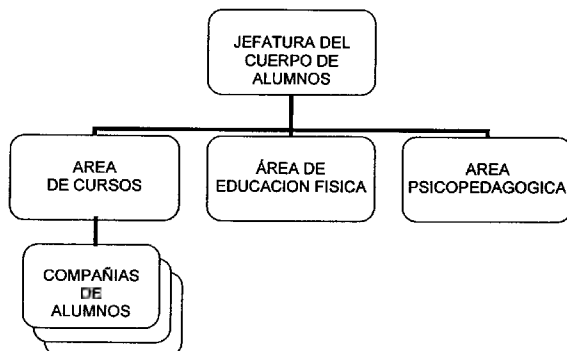 JEFATURA DEL
CUERPO DE
ALUMNOS
AREA
DE CURSOS
ÁREA DE
EDUCACION FISICA
AREA
PSICOPEDAGOGICA
COMPAÑIAS
DE
ALUMNOS